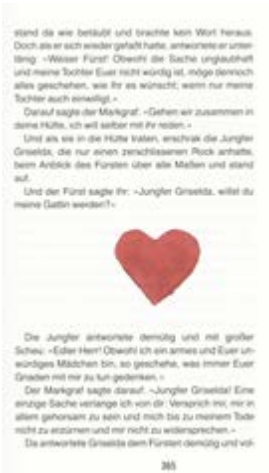 stand da wie betäubt und brachte kein Wort heraus.
Doch als er sich wieder gefaßt hatte, antwortete er unter-
tänig: »Weiser Fürst! Obwohl die Sache unglaubhaft
und meine Tochter Euer nicht würdig ist, möge dennoch
alles geschehen, wie Ihr es wünscht, wenn nur meine
Tochter auch einwilligt.«
Darauf sagte der Markgraf: »Gehen wir zusammen in
deine Hütte, ich will selber mit ihr reden.«
Und als sie in die Hütte traten, erschrak die Jungfer
Griselda, die nur einen zerschlissenen Rock anhatte,
beim Anblick des Fürsten über alle Maßen und stand
auf.
Und der Fürst sagte ihr: »Jungfer Griselda, willst du
meine Gattin werden?«
Die Jungfer antwortete demütig und mit großer
Scheu: »Edler Herr! Obwohl ich ein armes und Euer un-
würdiges Mädchen bin, so geschehe, was immer Euer
Gnaden mit mir zu tun gedenken.«
Der Markgraf sagte darauf: »Jungfer Griselda! Eine
einzige Sache verlange ich von dir: Versprich mir, mir in
allem gehorsam zu sein und mich bis zu meinem Tode
nicht zu erzürnen und mir nicht zu widersprechen.«
Da antwortete Griselda dem Fürsten demütig und vol-
365